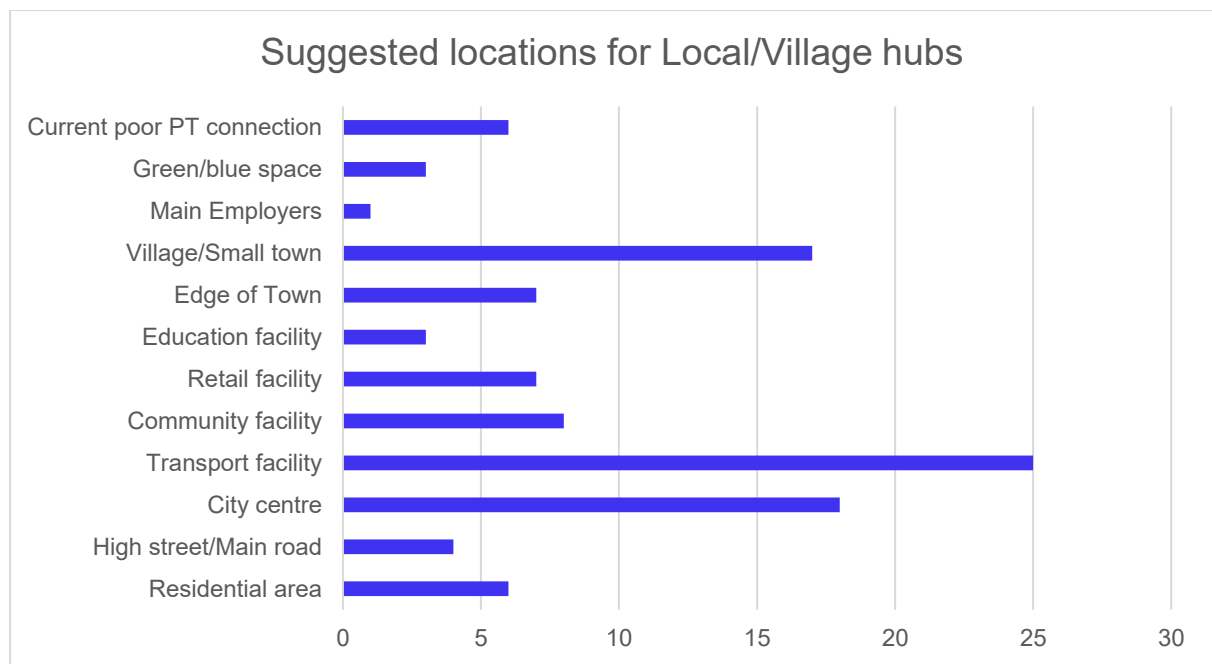 Suggested locations for Local/Village hubs
Current poor PT connection
Green/blue space
Main Employers
Village/Small town
Edge of Town
Education facility
Retail facility
Community facility
Transport facility
City centre
High street/Main road
Residential area
0 5 10 15 20 25 30